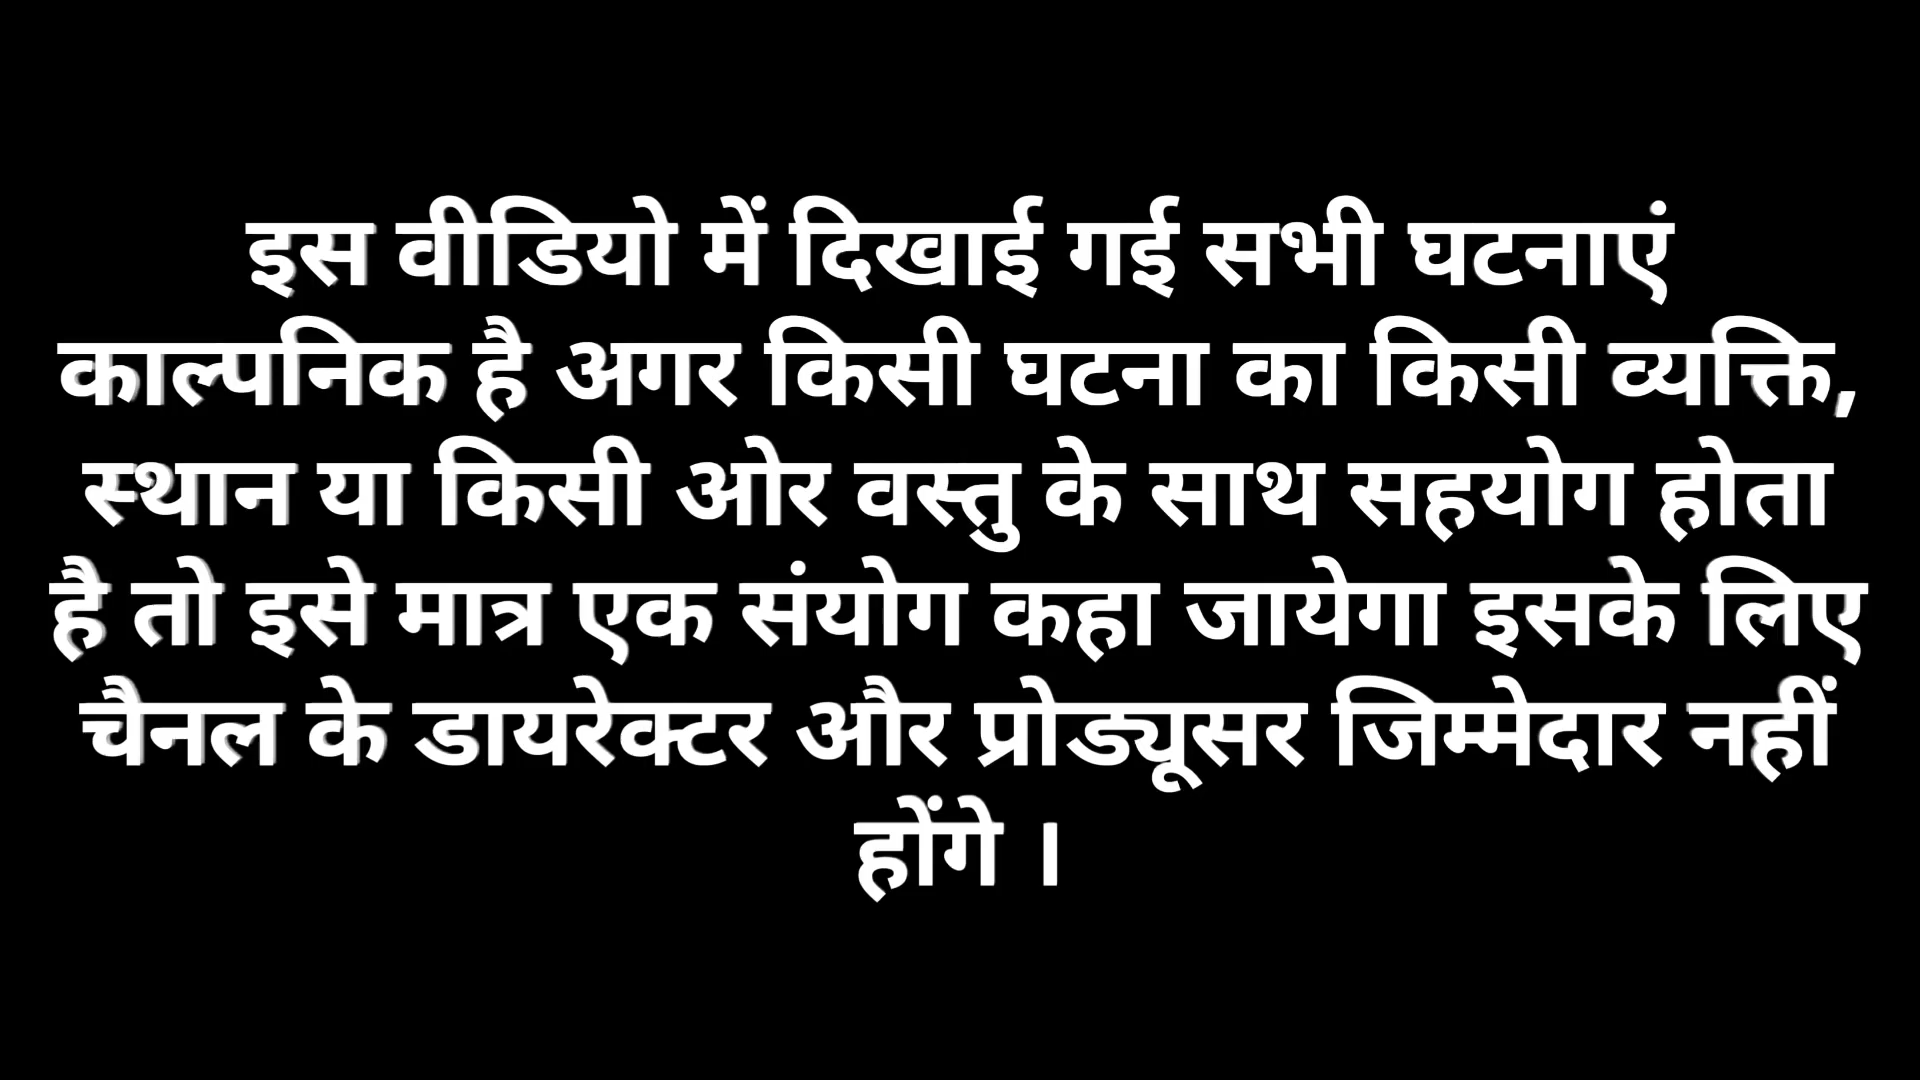 इस वीडियो में दिखाई गई सभी घटनाएं
काल्पनिक है अगर किसी घटना का किसी व्यक्ति,
स्थान या किसी ओर वस्तु के साथ सहयोग होता
है तो इसे मात्र एक संयोग कहा जायेगा इसके लिए
चैनल के डायरेक्टर और प्रोड्यूसर जिम्मेदार नहीं
होंगे ।